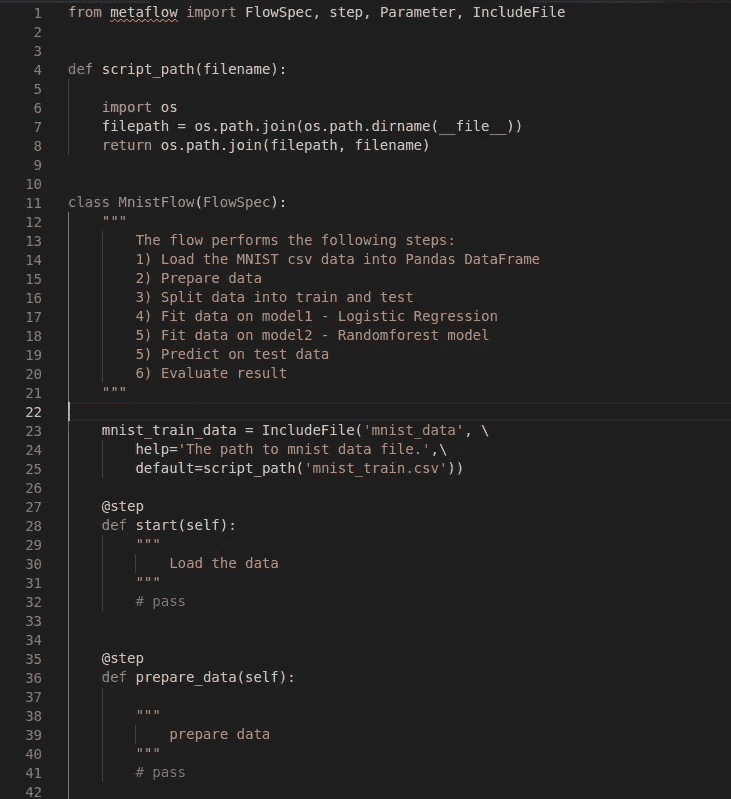 1 from metaflow import FlowSpec, step, Parameter, IncludeFile
2
3
4 def script_path(filename):
5
6     import os
7     filepath = os.path.join(os.path.dirname(__file__))
8     return os.path.join(filepath, filename)
9
10
11 class MnistFlow(FlowSpec):
12     """
13         The flow performs the following steps:
14         1) Load the MNIST csv data into Pandas DataFrame
15         2) Prepare data
16         3) Split data into train and test
17         4) Fit data on model1 - Logistic Regression
18         5) Fit data on model2 - Randomforest model
19         5) Predict on test data
20         6) Evaluate result
21     """
22
23     mnist_train_data = IncludeFile('mnist_data', \
24         help='The path to mnist data file.',\
25         default=script_path('mnist_train.csv'))
26
27     @step
28     def start(self):
29         """
30             Load the data
31         """
32         # pass
33
34
35     @step
36     def prepare_data(self):
37
38         """
39             prepare data
40         """
41         # pass
42